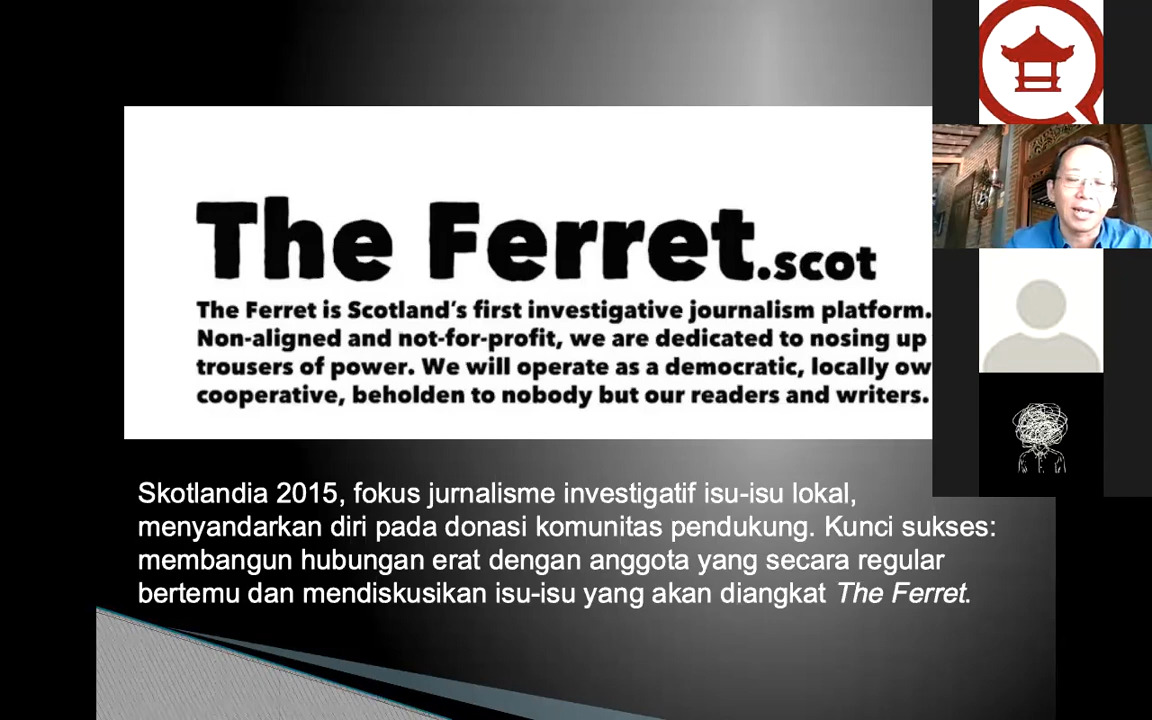 The Ferret.scot
The Ferret is Scotland's first investigative journalism platform.
Non-aligned and not-for-profit, we are dedicated to nosing up
trousers of power. We will operate as a democratic, locally ow
cooperative, beholden to nobody but our readers and writers.
Skotlandia 2015, fokus jurnalisme investigatif isu-isu lokal,
menyandarkan diri pada donasi komunitas pendukung. Kunci sukses:
membangun hubungan erat dengan anggota yang secara regular
bertemu dan mendiskusikan isu-isu yang akan diangkat The Ferret.